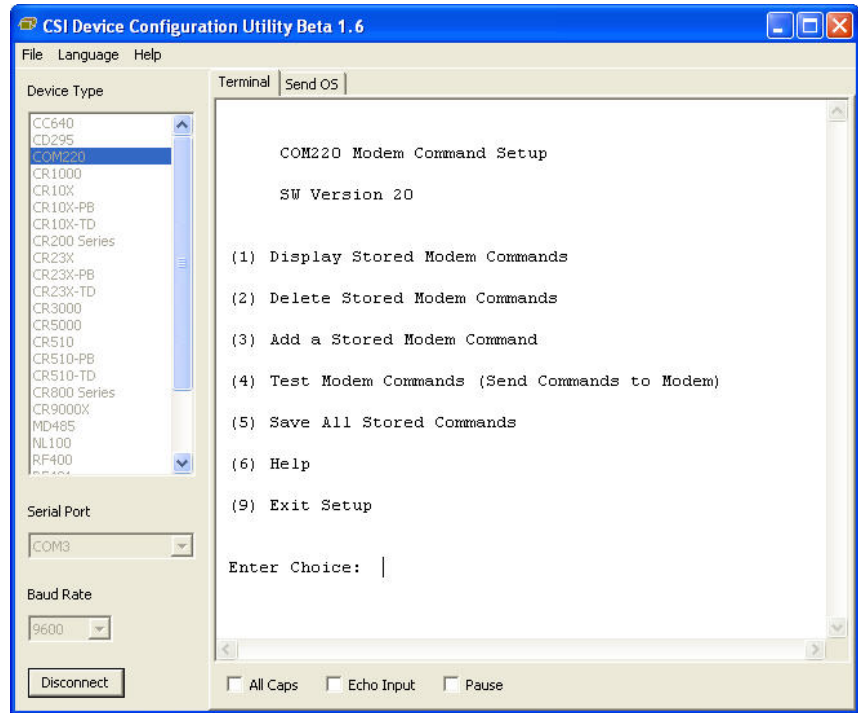 CSI Device Configuration Utility Beta 1.6
File Language Help
Device Type
CC640
CD295
COM220
CR1000
CR10X
CR10X-PB
CR10X-TD
CR200 Series
CR23X
CR23X-PB
CR23X-TD
CR3000
CR5000
CR510
CR510-PB
CR510-TD
CR800 Series
CR9000X
MD485
NL100
RF400
Serial Port
COM3
Baud Rate
9600
Disconnect
Terminal Send OS
COM220 Modem Command Setup
SW Version 20
(1) Display Stored Modem Commands
(2) Delete Stored Modem Commands
(3) Add a Stored Modem Command
(4) Test Modem Commands (Send Commands to Modem)
(5) Save All Stored Commands
(6) Help
(9) Exit Setup
Enter Choice:
All Caps Echo Input Pause